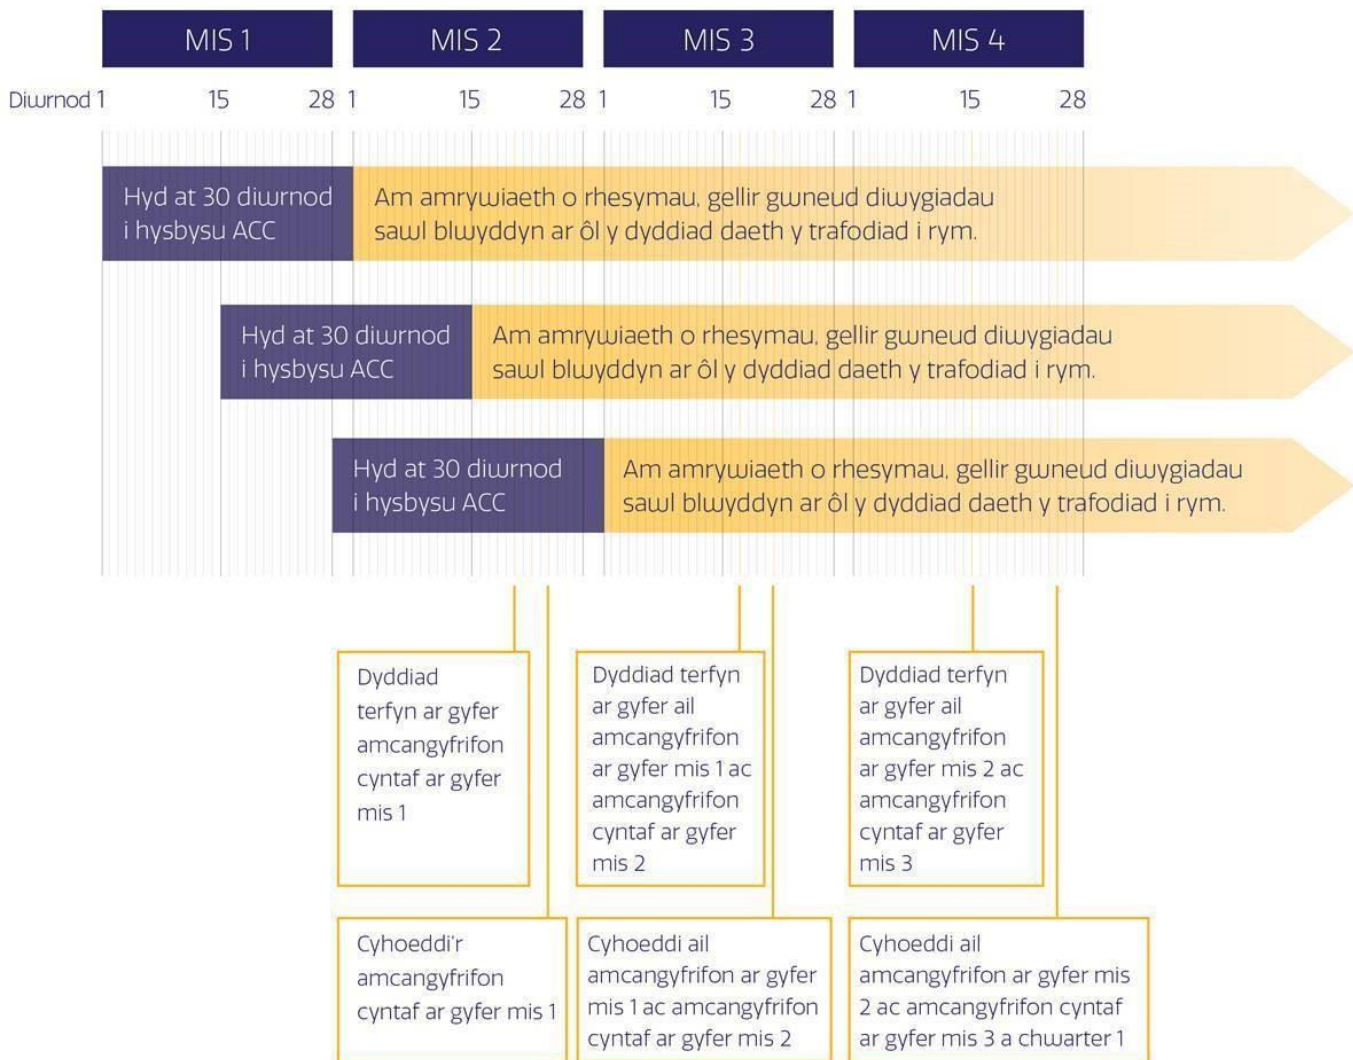 MIS 1
MIS 2
MIS 3
MIS 4
Diwrnod 1 15 28 1 15 28 1 15 28 1 15 28
Hyd at 30 diwrnod
i hysbysu ACC
Am amrywiaeth o rhesymau, gellir gwneud diwygiadau
sawl blwyddyn ar ôl y dyddiad daeth y trafodiad i rym.
Hyd at 30 diwrnod
i hysbysu ACC
Am amrywiaeth o rhesymau, gellir gwneud diwygiadau
sawl blwyddyn ar ôl y dyddiad daeth y trafodiad i rym.
Hyd at 30 diwrnod
i hysbysu ACC
Am amrywiaeth o rhesymau, gellir gwneud diwygiadau
sawl blwyddyn ar ôl y dyddiad daeth y trafodiad i rym.
Dyddiad
terfyn ar gyfer
amcangyfrifon
cyntaf ar gyfer
mis 1
Dyddiad terfyn
ar gyfer ail
amcangyfrifon
ar gyfer mis 1 ac
amcangyfrifon
cyntaf ar gyfer
mis 2
Dyddiad terfyn
ar gyfer ail
amcangyfrifon
ar gyfer mis 2 ac
amcangyfrifon
cyntaf ar gyfer
mis 3
Cyhoeddi'r
amcangyfrifon
cyntaf ar gyfer mis 1
Cyhoeddi ail
amcangyfrifon ar gyfer
mis 1 ac amcangyfrifon
cyntaf ar gyfer mis 2
Cyhoeddi ail
amcangyfrifon ar gyfer mis
2 ac amcangyfrifon cyntaf
ar gyfer mis 3 a chwarter 1